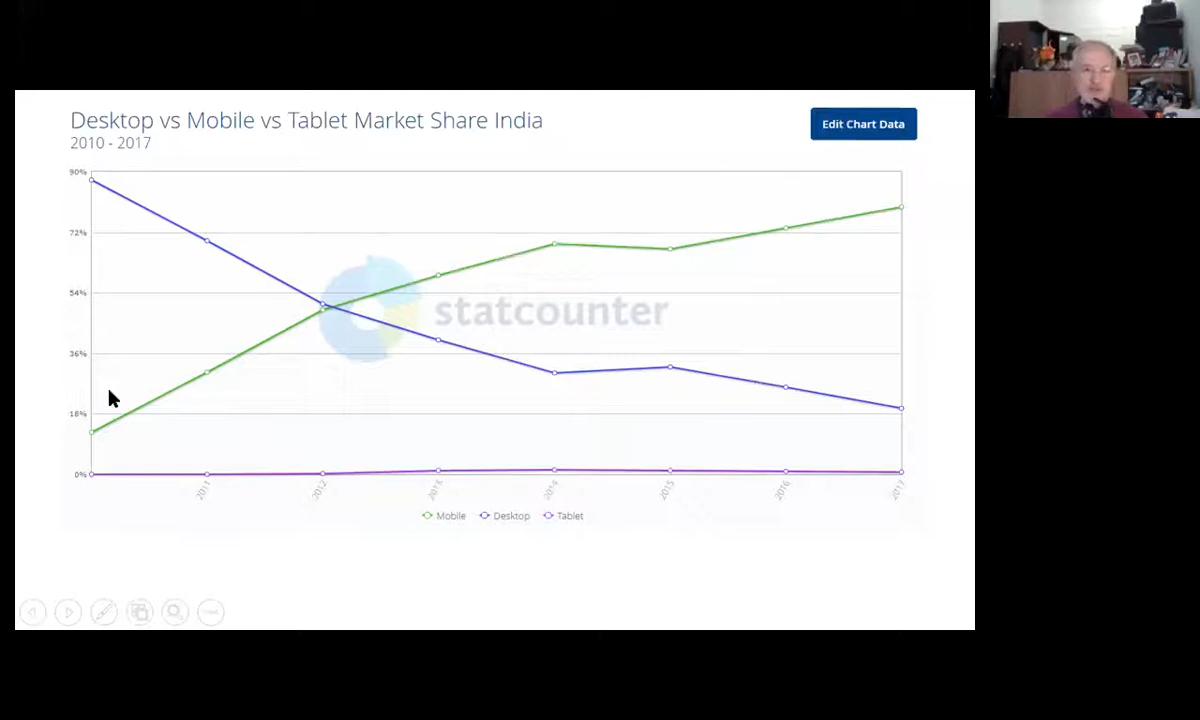 Desktop vs Mobile vs Tablet Market Share India
2010 - 2017
Edit Chart Data
90%
72%
54%
36%
18%
0%
statcounter
2011
2012
2013
2014
2015
2016
2017
Mobile
Desktop
Tablet